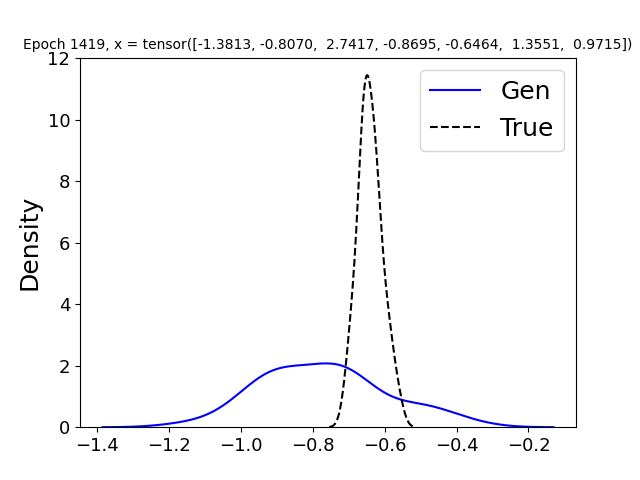 Epoch 1419, x = tensor([-1.3813, -0.8070,  2.7417, -0.8695, -0.6464,  1.3551,  0.9715])
12
10
8
6
4
2
0
Density
Gen
True
−1.4 −1.2 −1.0 −0.8 −0.6 −0.4 −0.2